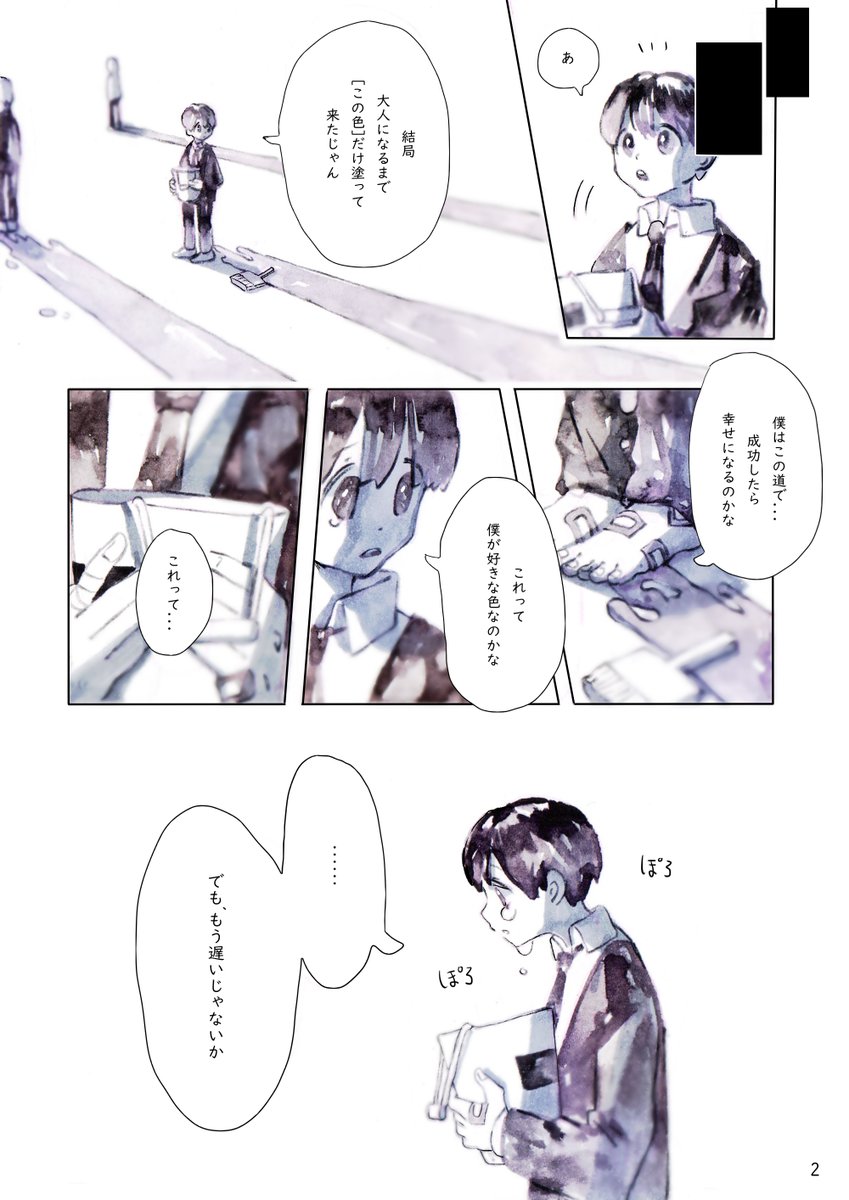 あ
結局
大人になるまで
［この色］だけ塗って
来たじゃん
僕はこの道で・・・
成功したら
幸せになるのかな
これって
僕が好きな色なのかな
これって・・・
・・・・・・
でも、もう遅いじゃないか
ぽろ
ぽろ
2